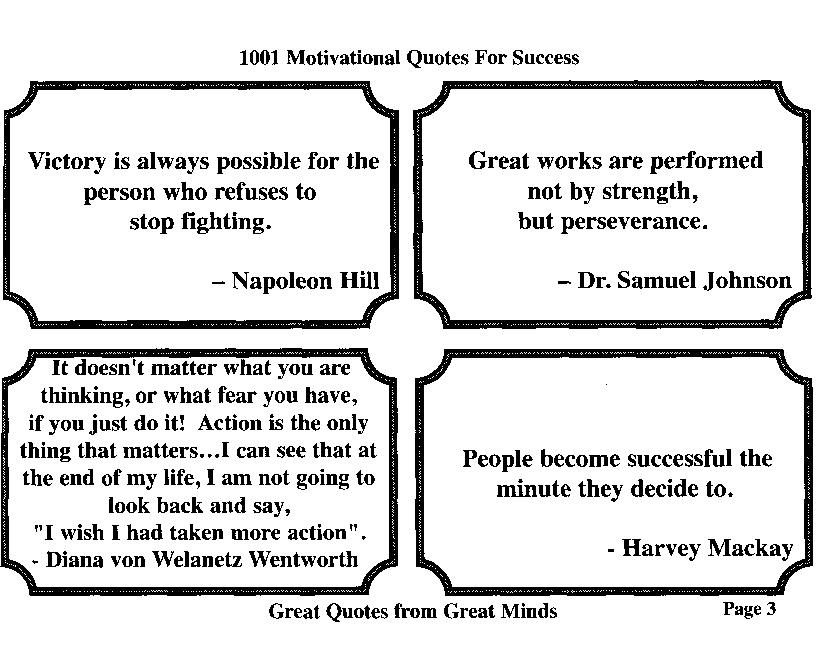 1001 Motivational Quotes For Success
Victory is always possible for the
person who refuses to
stop fighting.
– Napoleon Hill
Great works are performed
not by strength,
but perseverance.
– Dr. Samuel Johnson
It doesn't matter what you are
thinking, or what fear you have,
if you just do it!  Action is the only
thing that matters...I can see that at
the end of my life, I am not going to
look back and say,
"I wish I had taken more action".
- Diana von Welanetz Wentworth
People become successful the
minute they decide to.
- Harvey Mackay
Great Quotes from Great Minds
Page 3